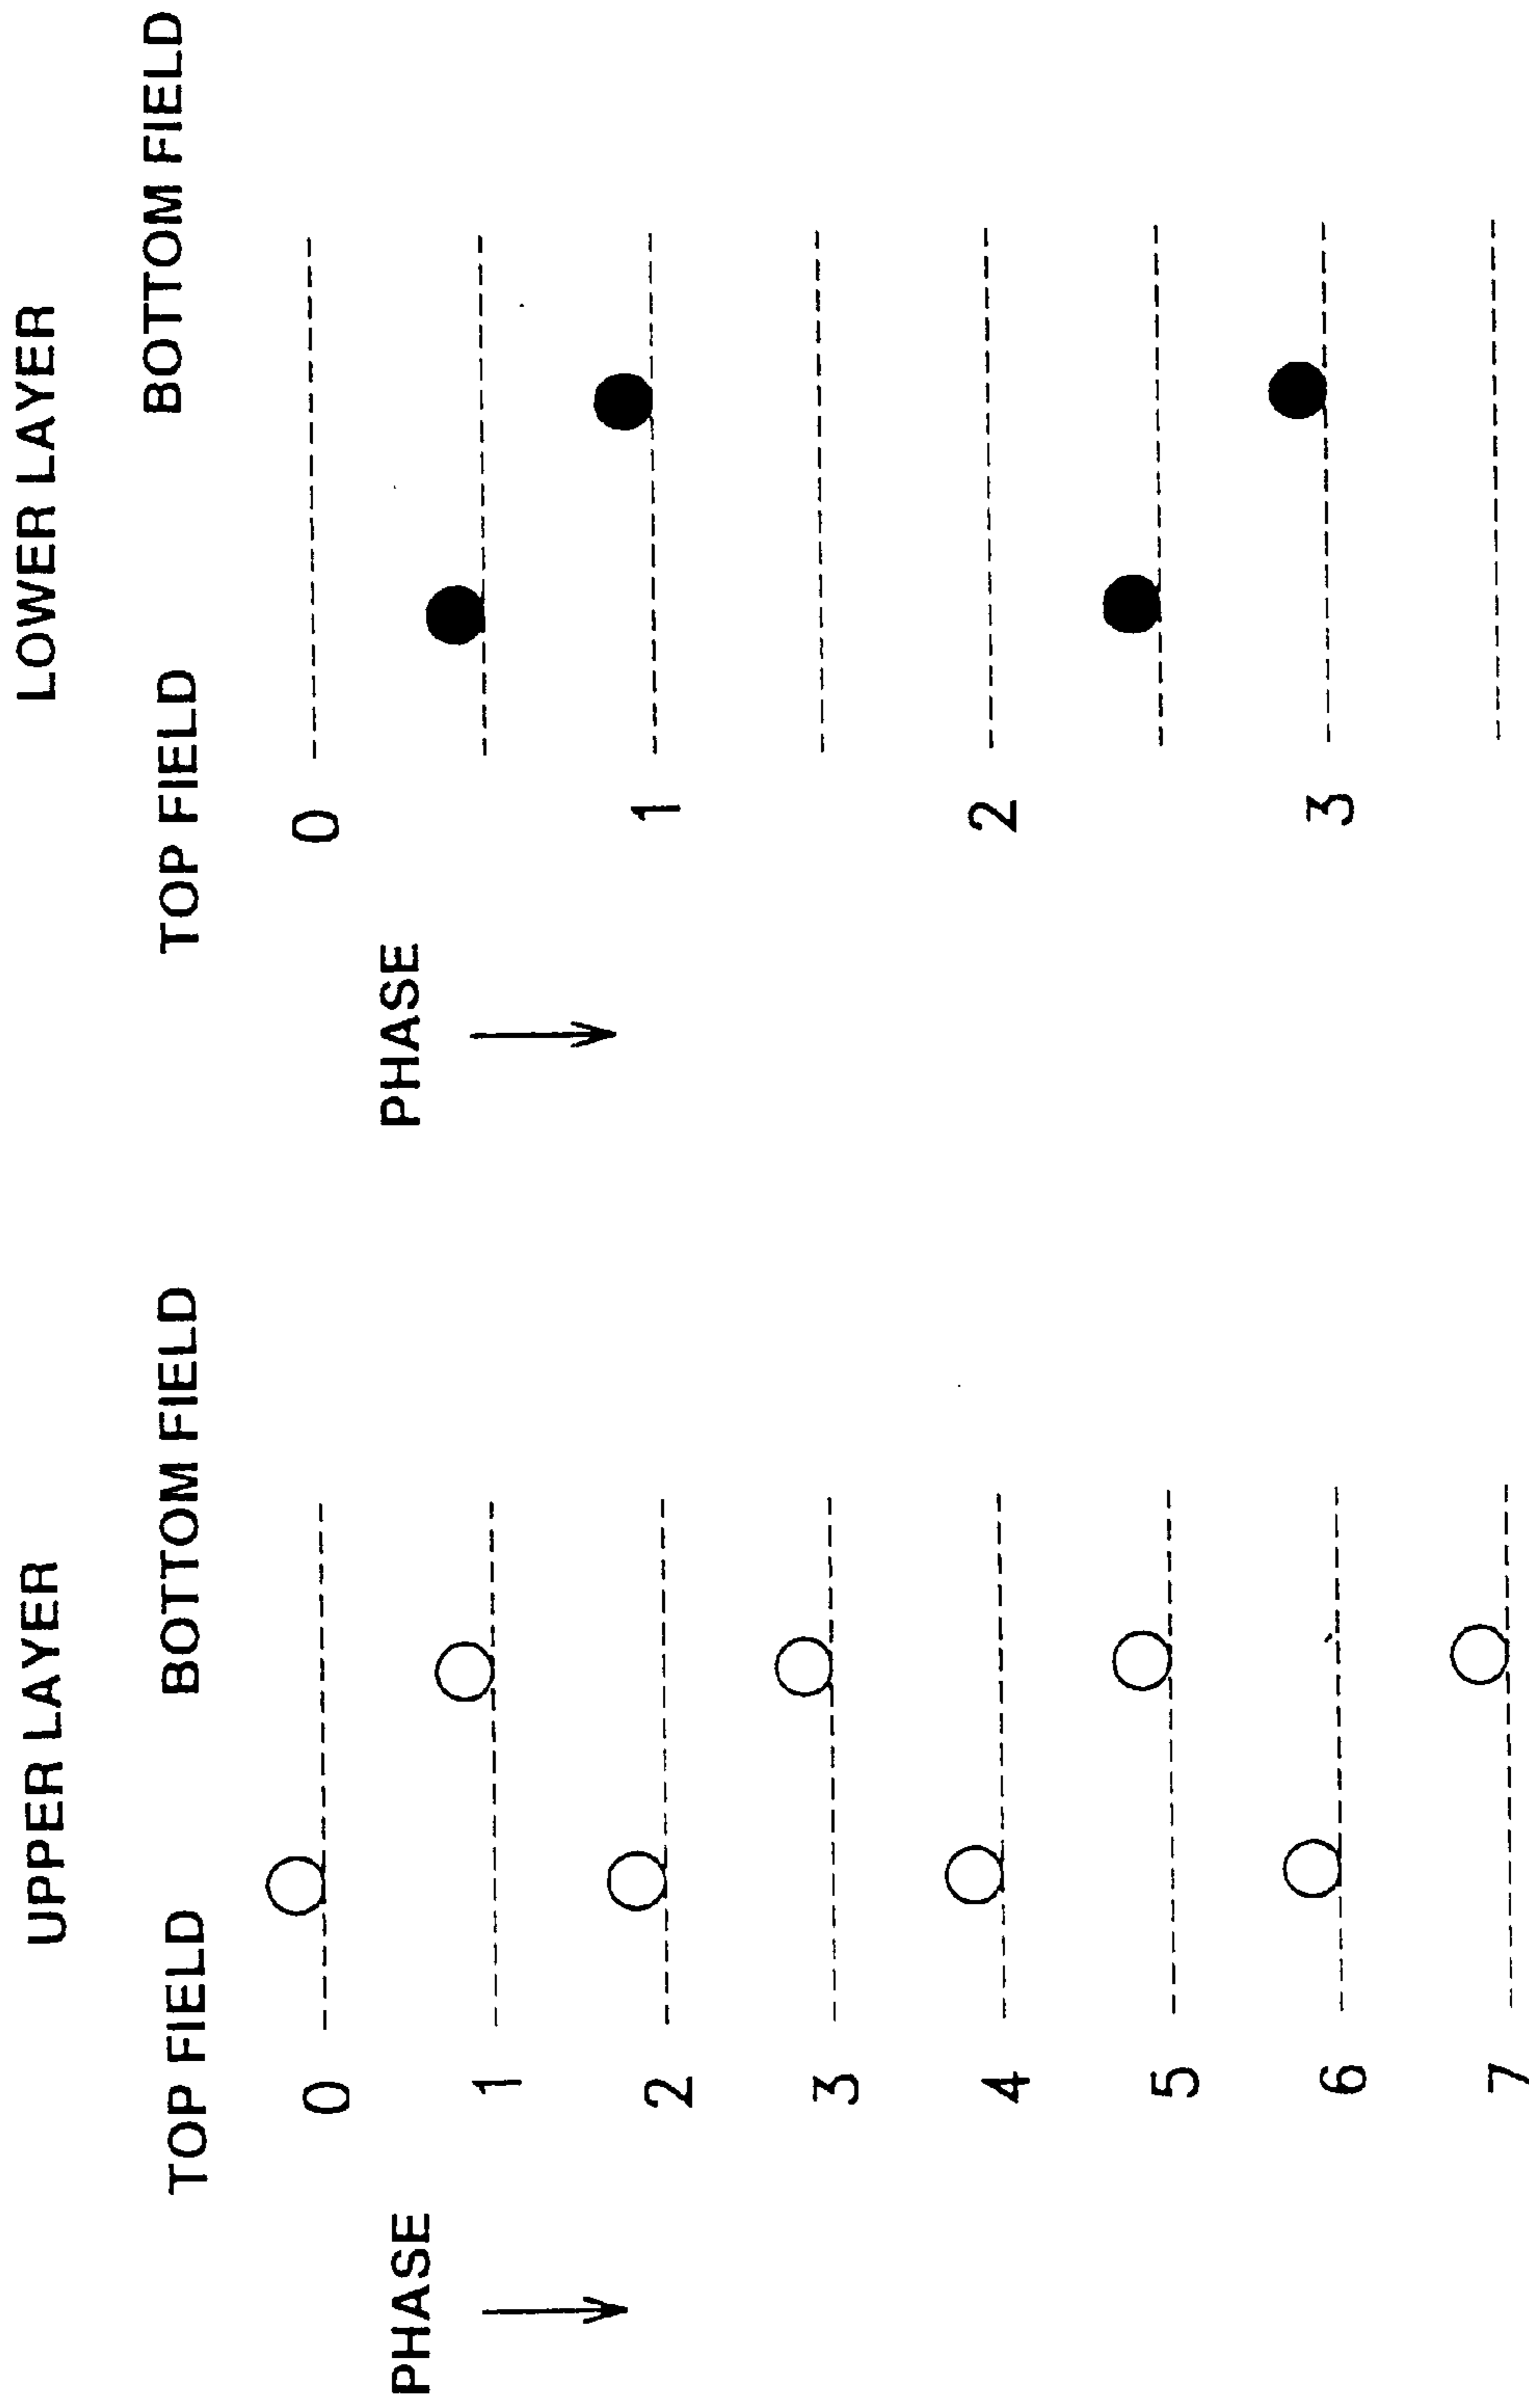 UPPER LAYER
TOP FIELD
BOTTOM FIELD
PHASE
0
1
2
3
4
5
6
7
LOWER LAYER
TOP FIELD
BOTTOM FIELD
PHASE
0
1
2
3